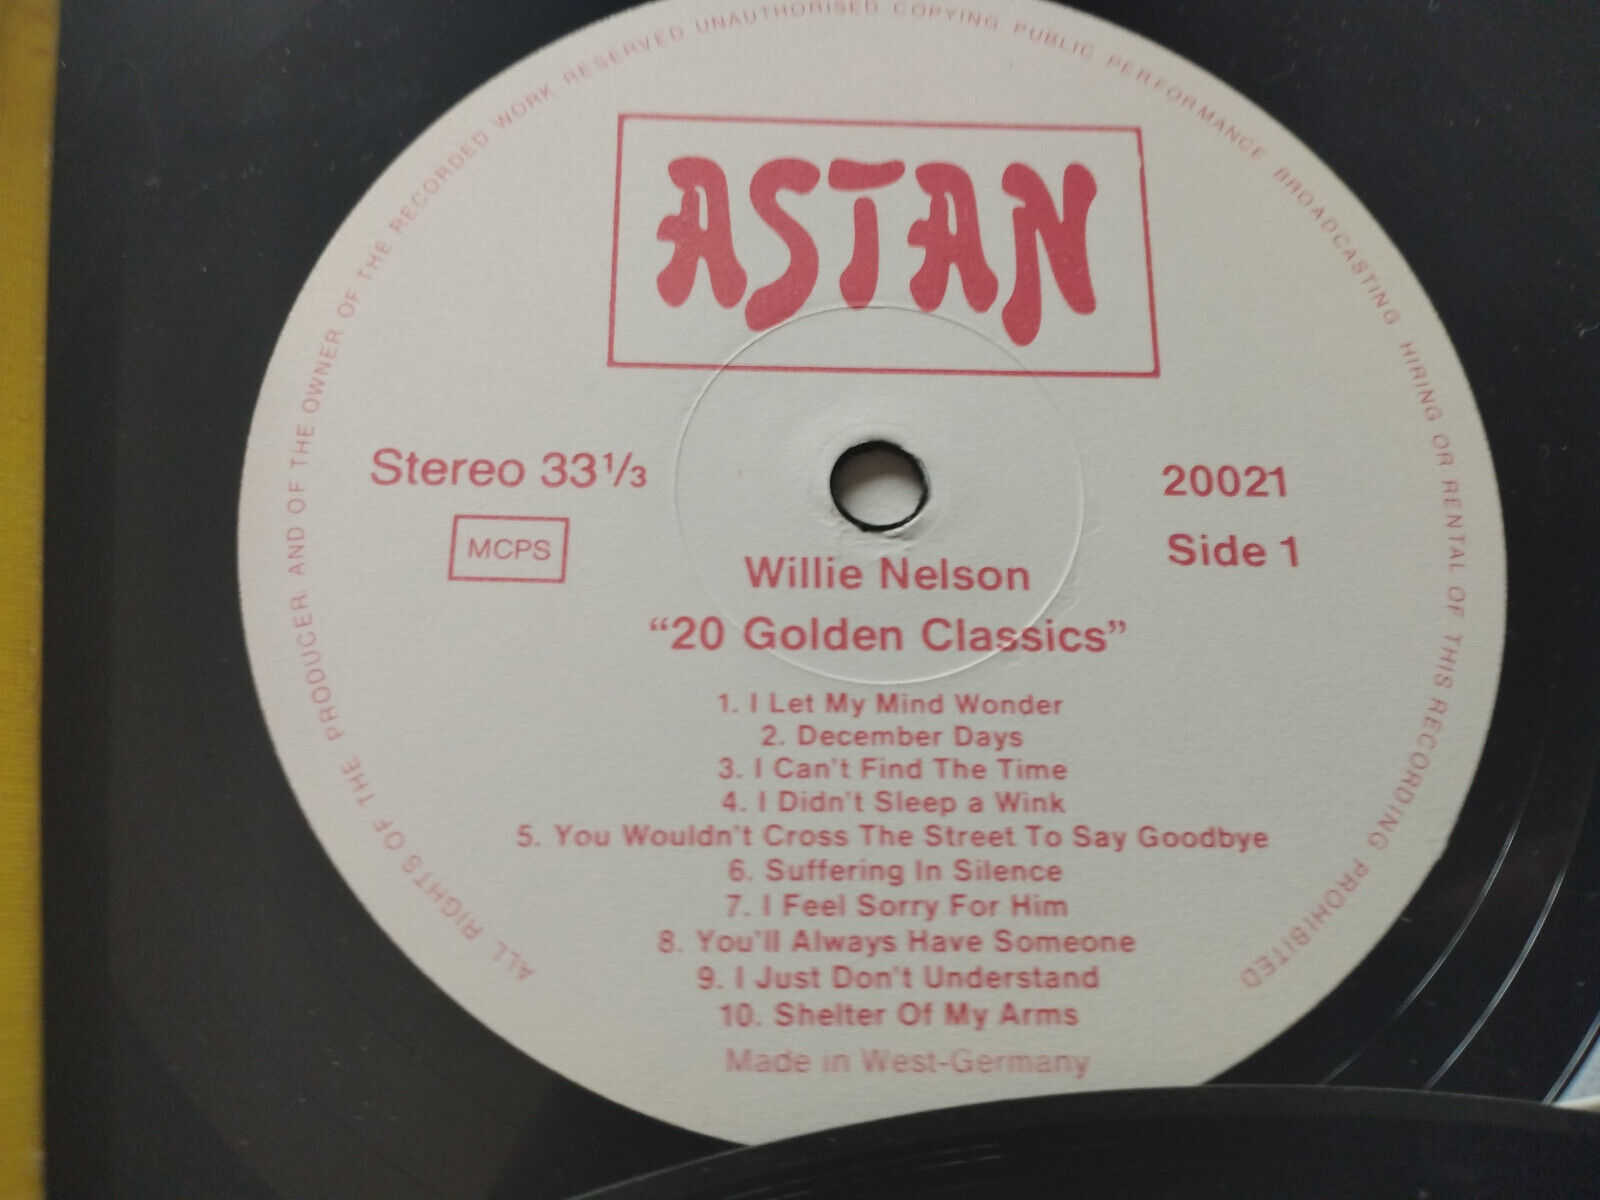 ALL RIGHTS OF THE PRODUCER AND OF THE OWNER OF THE RECORDED WORK RESERVED UNAUTHORISED COPYING PUBLIC PERFORMANCE BROADCASTING HIRING OR RENTAL OF THIS RECORDING PROHIBITED
ASTAN
Stereo 33⅓
20021
MCPS
Side 1
Willie Nelson
“20 Golden Classics”
1. I Let My Mind Wonder
2. December Days
3. I Can't Find The Time
4. I Didn't Sleep a Wink
5. You Wouldn't Cross The Street To Say Goodbye
6. Suffering In Silence
7. I Feel Sorry For Him
8. You'll Always Have Someone
9. I Just Don't Understand
10. Shelter Of My Arms
Made in West-Germany